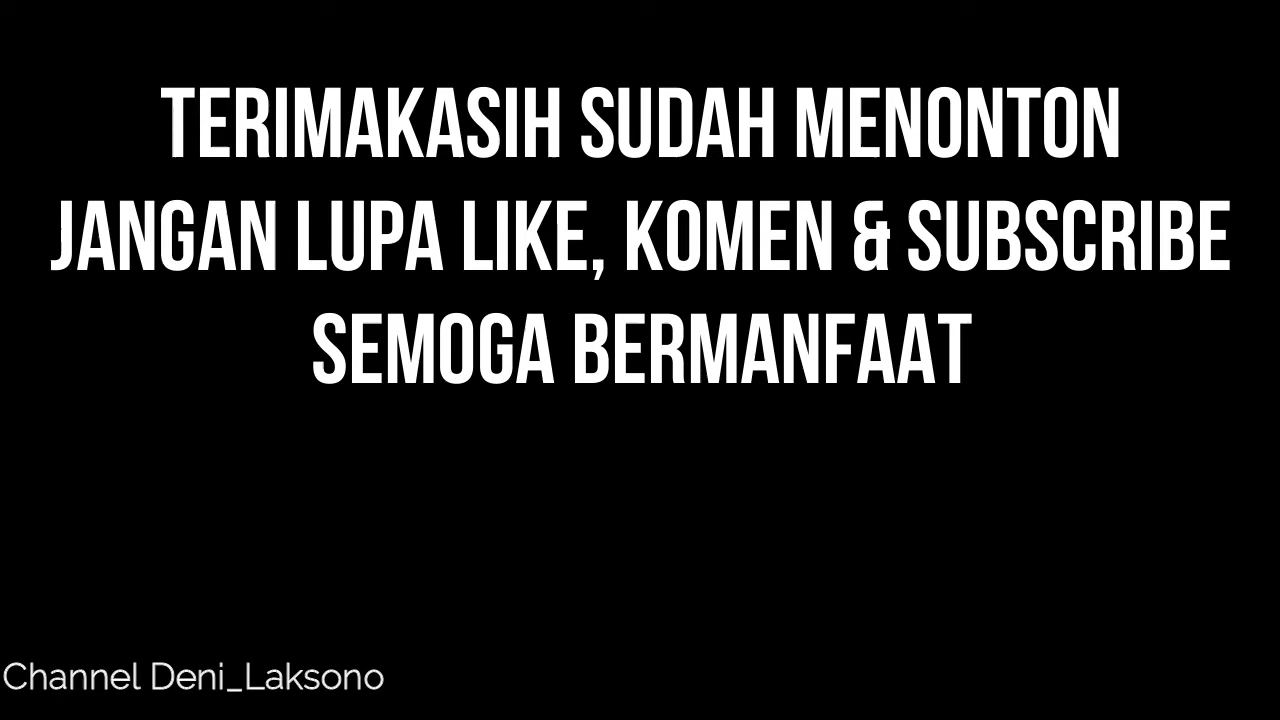 TERIMAKASIH SUDAH MENONTON
JANGAN LUPA LIKE, KOMEN & SUBSCRIBE
SEMOGA BERMANFAAT
Channel Deni_Laksono